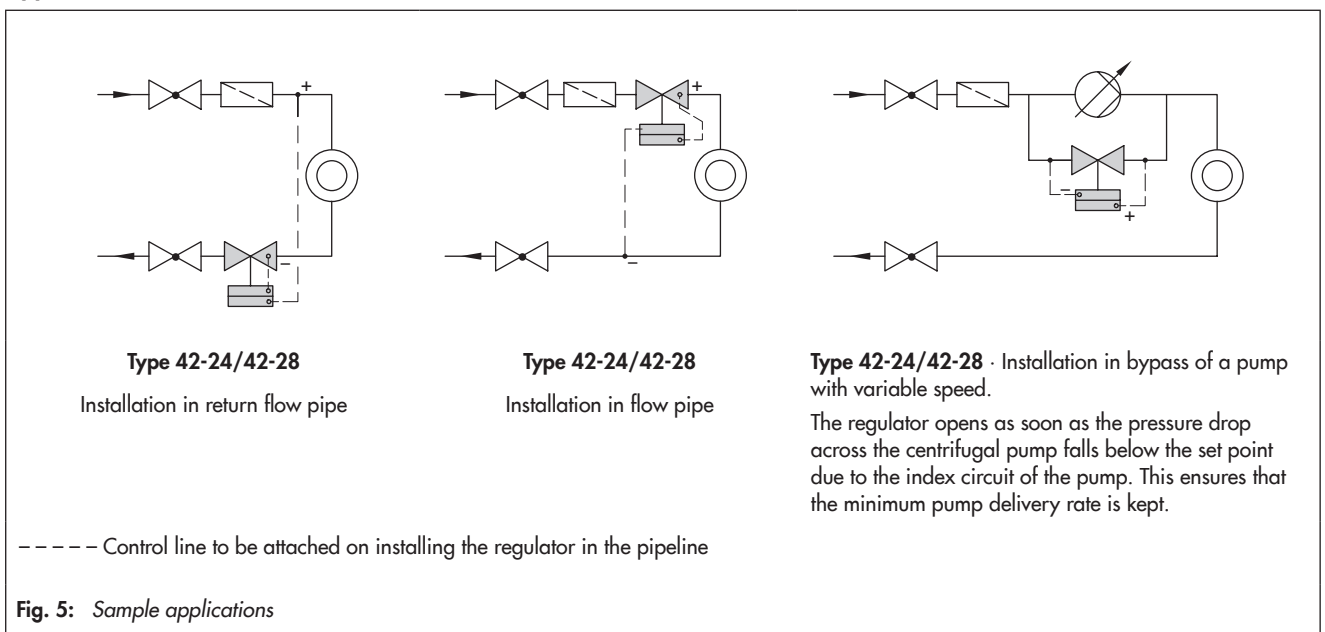 +
–
Type 42-24/42-28
Installation in return flow pipe
+
–
Type 42-24/42-28
Installation in flow pipe
–
+
Type 42-24/42-28 · Installation in bypass of a pump
with variable speed.
The regulator opens as soon as the pressure drop
across the centrifugal pump falls below the set point
due to the index circuit of the pump. This ensures that
the minimum pump delivery rate is kept.
– – – – – Control line to be attached on installing the regulator in the pipeline
Fig. 5: Sample applications